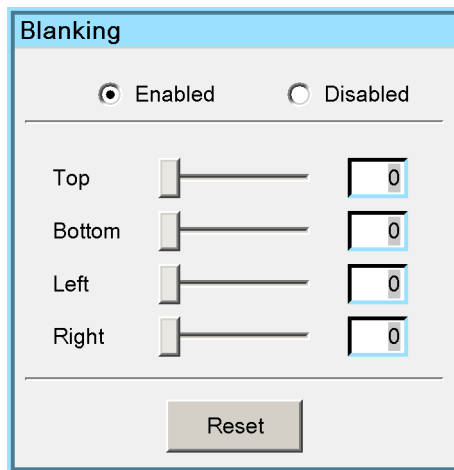 Blanking
Enabled Disabled
Top 0
Bottom 0
Left 0
Right 0
Reset